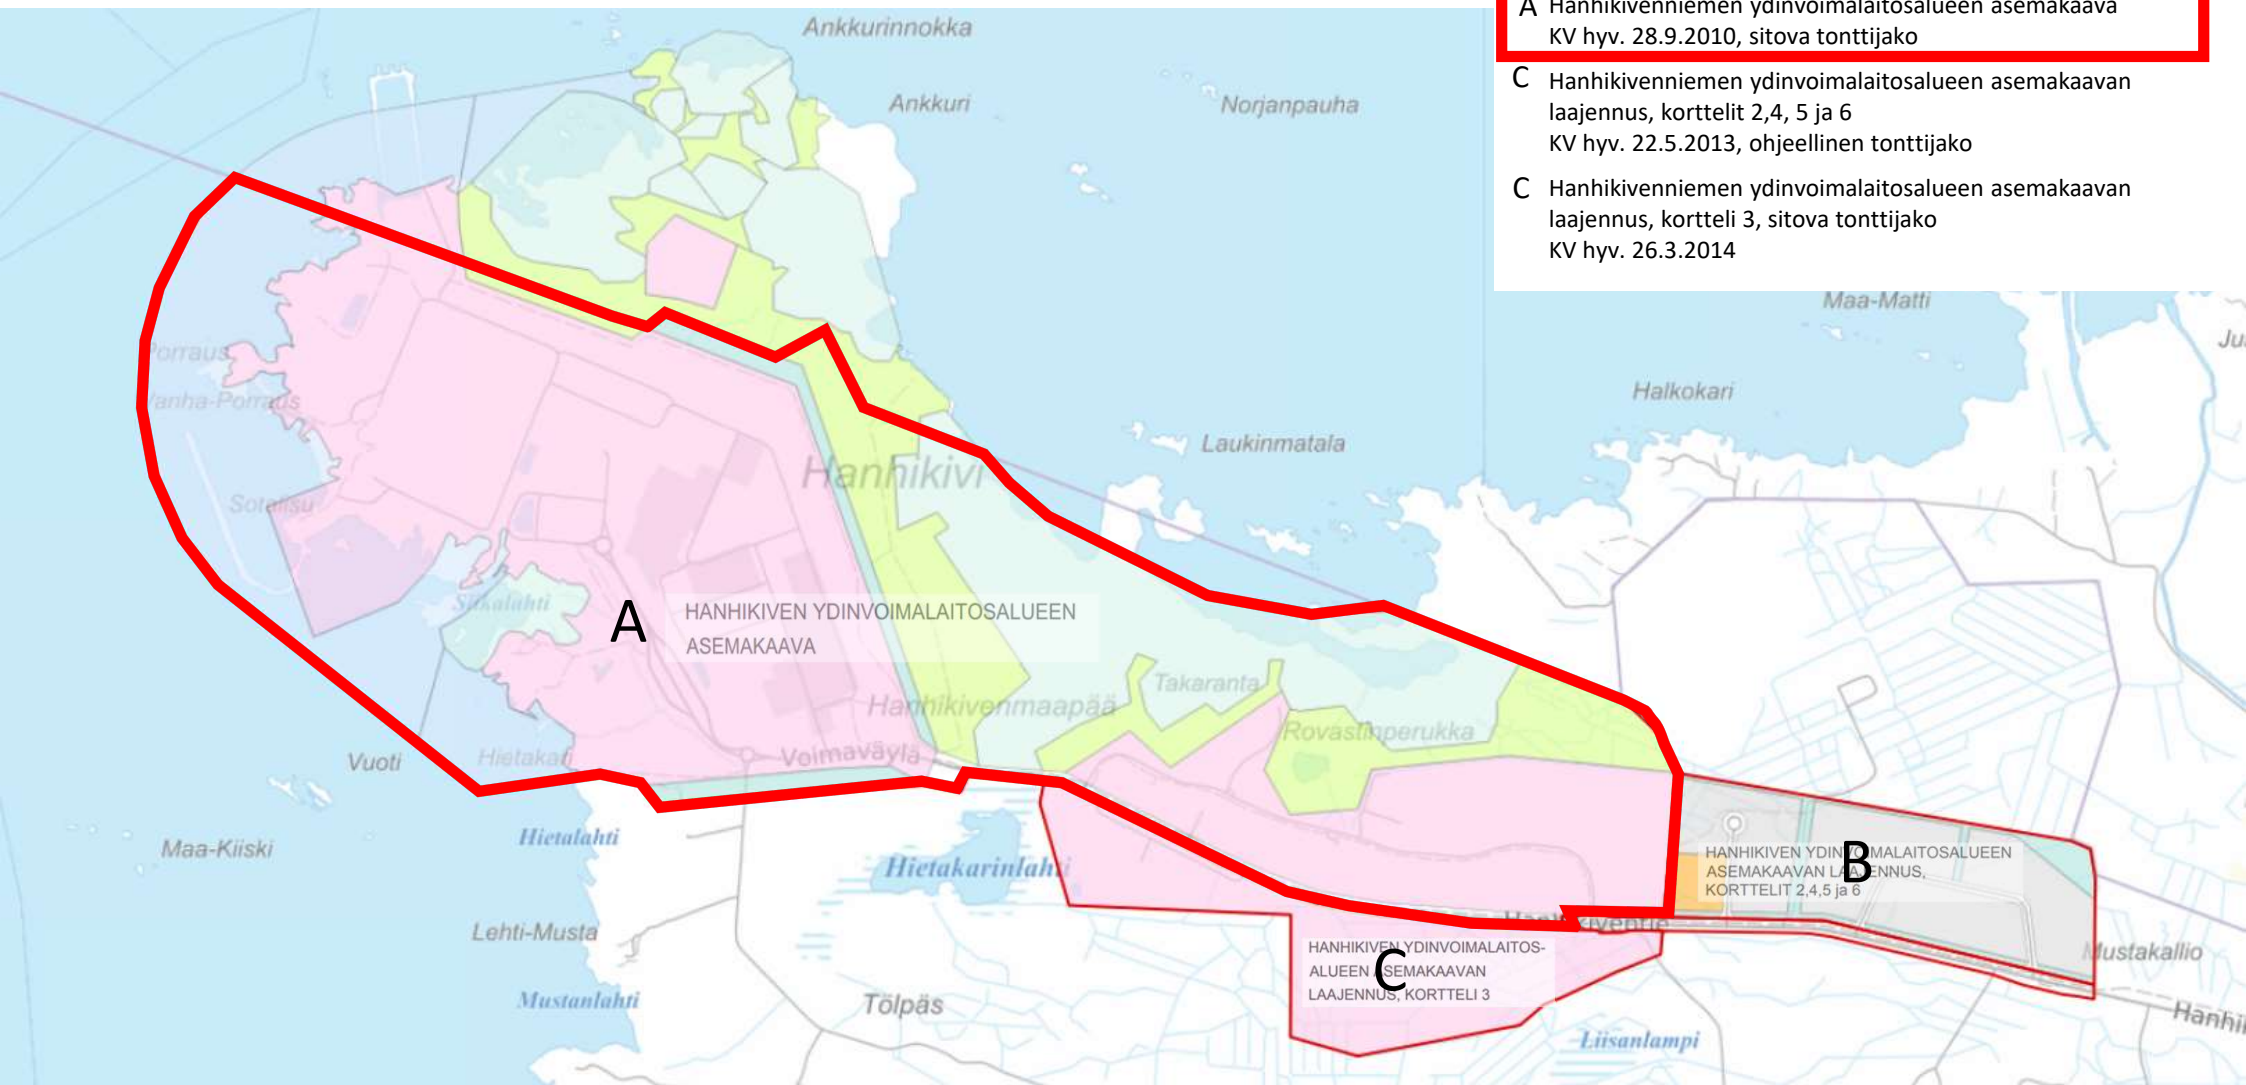 A Hanhikivenniemen ydinvoimalaitosalueen asemakaava
KV hyv. 28.9.2010, sitova tonttijako
C Hanhikivenniemen ydinvoimalaitosalueen asemakaavan
laajennus, korttelit 2,4, 5 ja 6
KV hyv. 22.5.2013, ohjeellinen tonttijako
C Hanhikivenniemen ydinvoimalaitosalueen asemakaavan
laajennus, kortteli 3, sitova tonttijako
KV hyv. 26.3.2014
Ankkurinnokka
Ankkuri
Norjanpauha
Maa-Matti
Porraus
Vanha-Porraus
Halkokari
Laukinmatala
Hanhikivi
Sotalisu
Siikalahti
A
HANHIKIVEN YDINVOIMALAITOSALUEEN
ASEMAKAAVA
Takaranta
Hanhikivenmaapää
Rovastinperukka
Vuoti
Hietakari
Voimaväylä
Hietalahti
Maa-Kiiski
Hietakarinlahti
B
HANHIKIVEN YDINVOIMALAITOSALUEEN
ASEMAKAAVAN LAAJENNUS,
KORTTELIT 2,4,5 ja 6
Hanhikiventie
Lehti-Musta
C
HANHIKIVEN YDINVOIMALAITOS-
ALUEEN ASEMAKAAVAN
LAAJENNUS, KORTTELI 3
Mustakallio
Mustanlahti
Tölpäs
Liisanlampi